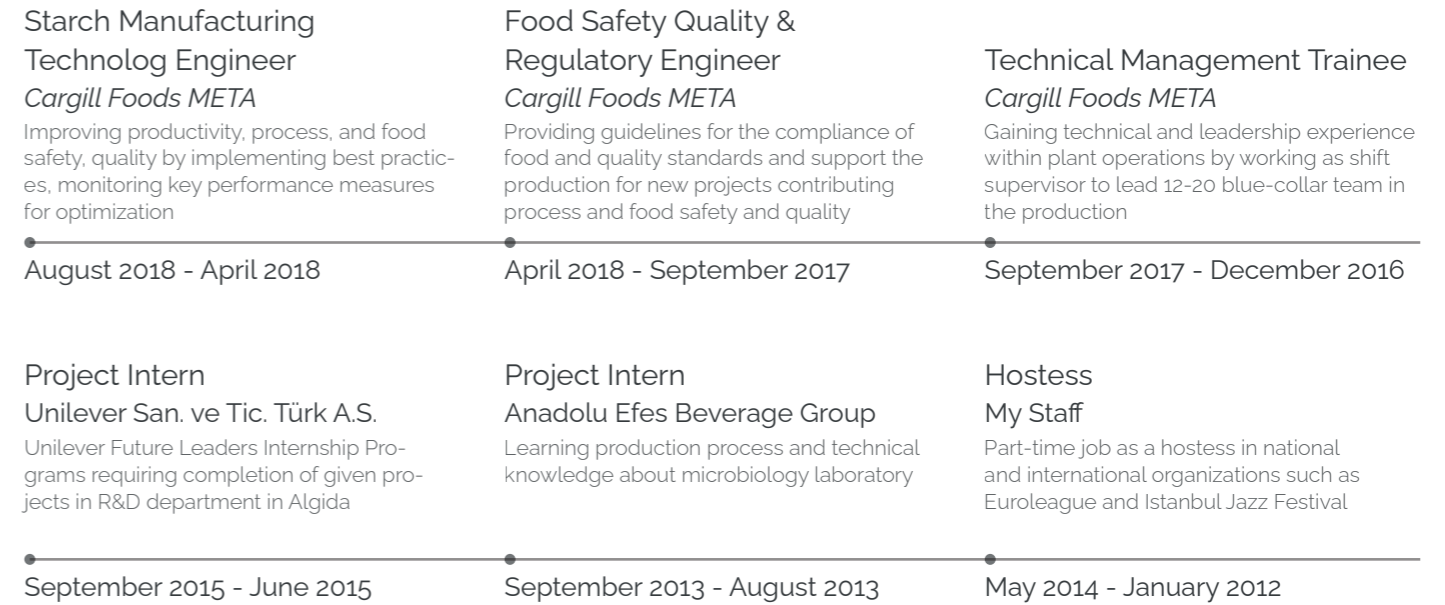 Starch Manufacturing
Technolog Engineer
Cargill Foods META
Improving productivity, process, and food
safety, quality by implementing best practic-
es, monitoring key performance measures
for optimization
August 2018 - April 2018
Food Safety Quality &
Regulatory Engineer
Cargill Foods META
Providing guidelines for the compliance of
food and quality standards and support the
production for new projects contributing
process and food safety and quality
April 2018 - September 2017
Technical Management Trainee
Cargill Foods META
Gaining technical and leadership experience
within plant operations by working as shift
supervisor to lead 12-20 blue-collar team in
the production
September 2017 - December 2016
Project Intern
Unilever San. ve Tic. Türk A.S.
Unilever Future Leaders Internship Pro-
grams requiring completion of given pro-
jects in R&D department in Algida
September 2015 - June 2015
Project Intern
Anadolu Efes Beverage Group
Learning production process and technical
knowledge about microbiology laboratory
September 2013 - August 2013
Hostess
My Staff
Part-time job as a hostess in national
and international organizations such as
Euroleague and Istanbul Jazz Festival
May 2014 - January 2012